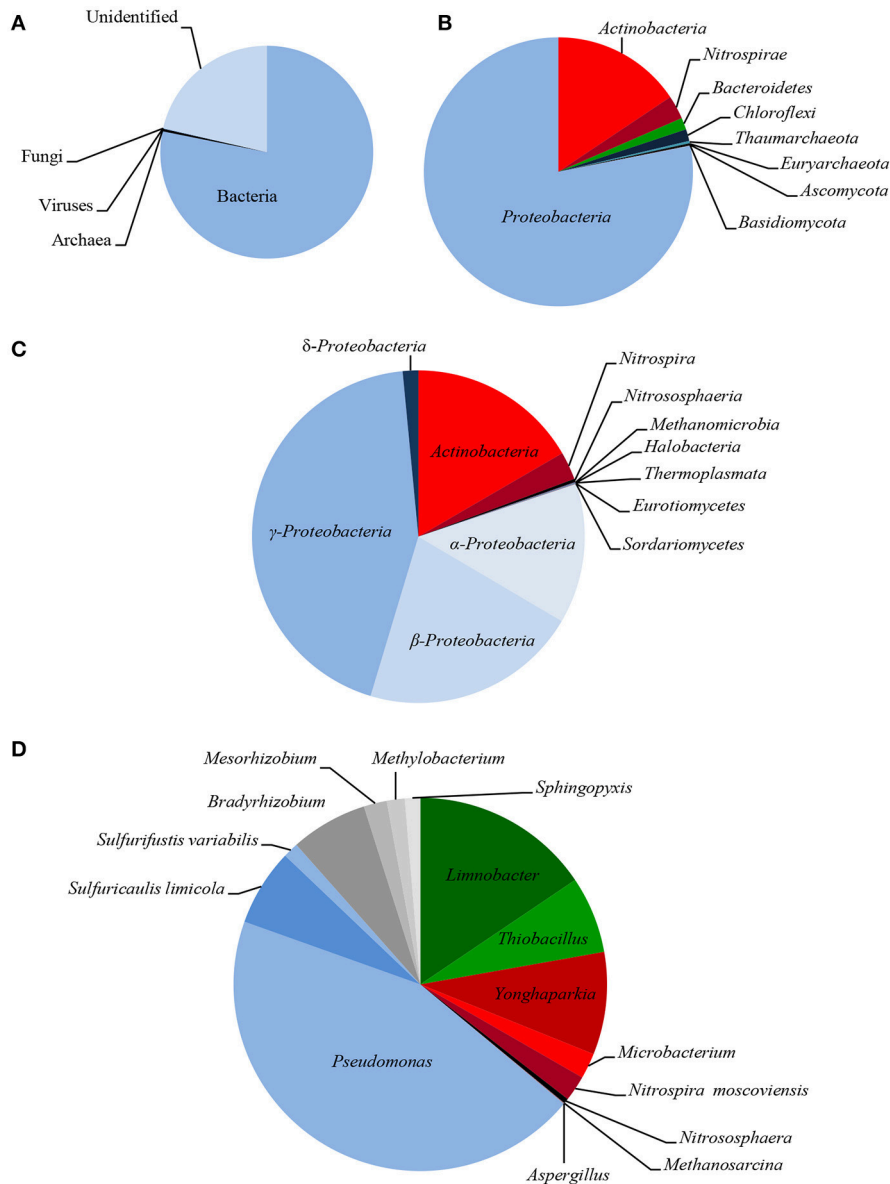 A
Unidentified
Fungi
Viruses
Archaea
Bacteria
B
Actinobacteria
Nitrospirae
Bacteroidetes
Chloroflexi
Thaumarchaeota
Euryarchaeota
Ascomycota
Basidiomycota
Proteobacteria
C
δ-Proteobacteria
Nitrospira
Nitrososphaeria
Methanomicrobia
Halobacteria
Thermoplasmata
Eurotiomycetes
Sordariomycetes
Actinobacteria
γ-Proteobacteria
α-Proteobacteria
β-Proteobacteria
D
Mesorhizobium
Methylobacterium
Sphingopyxis
Bradyrhizobium
Sulfurifustis variabilis
Sulfuricaulis limicola
Limnobacter
Thiobacillus
Yonghaparkia
Microbacterium
Nitrospira moscoviensis
Nitrososphaera
Methanosarcina
Aspergillus
Pseudomonas